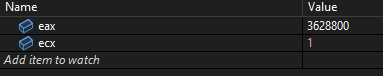 Name Value
eax 3628800
ecx 1
Add item to watch